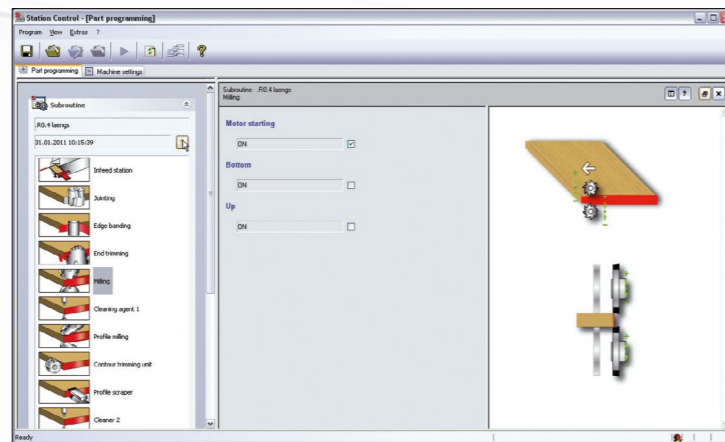 Station Control - [Part programming]
Program View Extras ?
Part programming Machine settings
Subroutine
.R0.4 laengs
31.01.2011 10:15:39
Infeed station
Jointing
Edge banding
End trimming
Milling
Cleaning agent 1
Profile milling
Contour trimming unit
Profile scraper
Cleaner 2
Subroutine .R0.4 laengs
Milling
Motor starting
ON
Bottom
ON
Up
ON
Ready